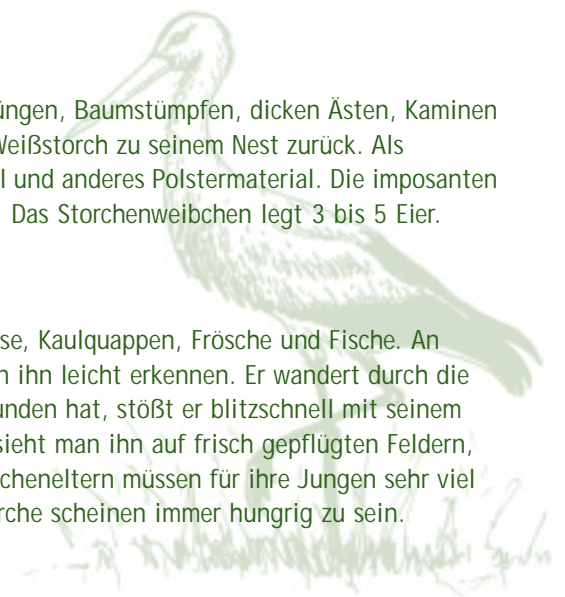 üngen, Baumstümpfen, dicken Ästen, Kaminen
Weißstorch zu seinem Nest zurück. Als
l und anderes Polstermaterial. Die imposanten
Das Storchenweibchen legt 3 bis 5 Eier.
se, Kaulquappen, Frösche und Fische. An
n ihn leicht erkennen. Er wandert durch die
unden hat, stößt er blitzschnell mit seinem
sieht man ihn auf frisch gepflügten Feldern,
cheneltern müssen für ihre Jungen sehr viel
rche scheinen immer hungrig zu sein.